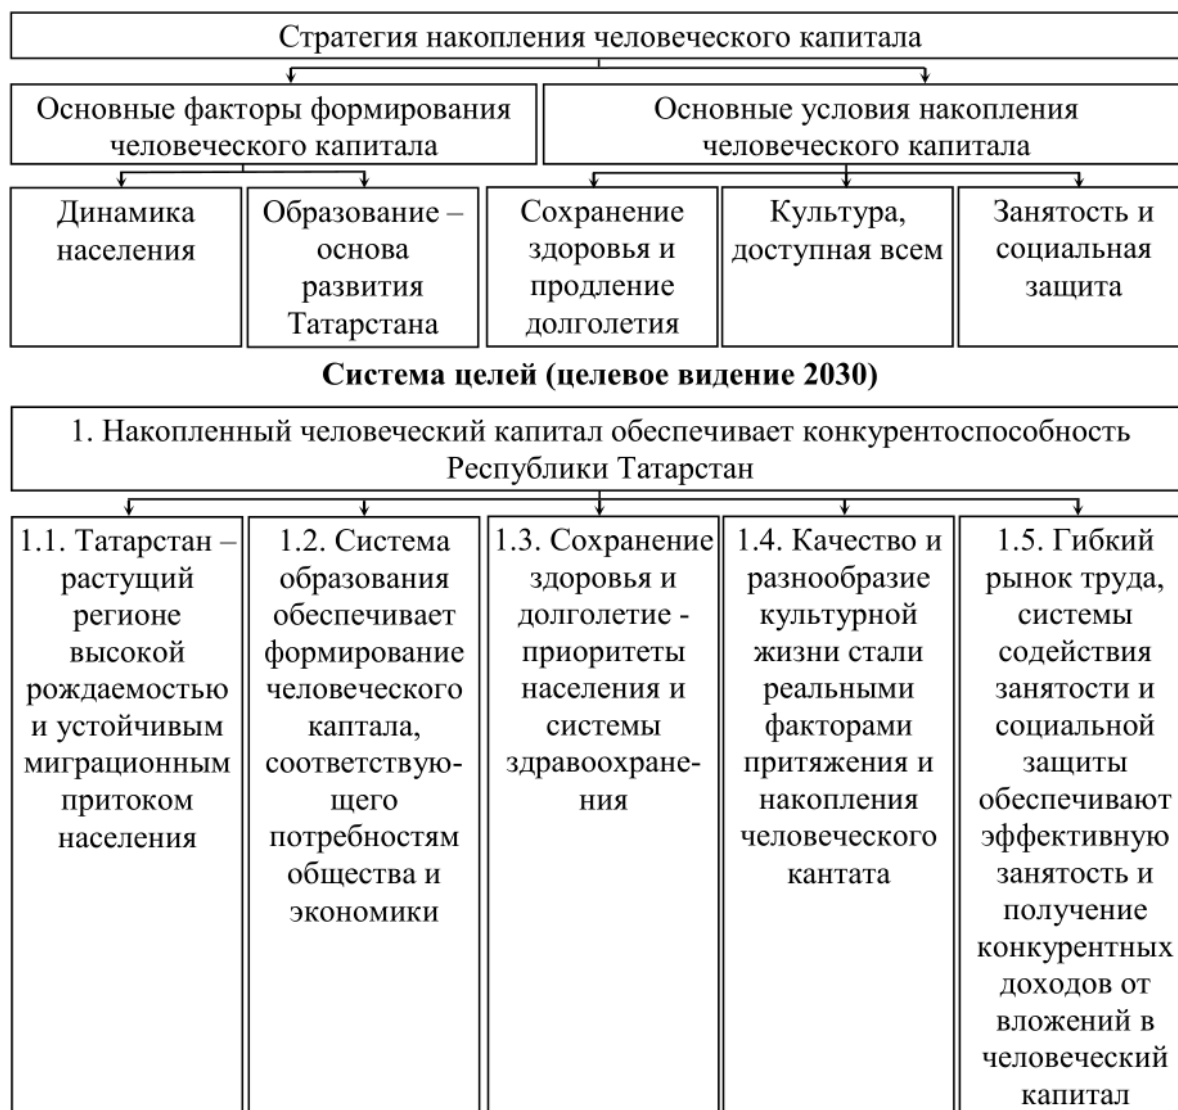 Стратегия накопления человеческого капитала
Основные факторы формирования
человеческого капитала
Основные условия накопления
человеческого капитала
Динамика
населения
Образование –
основа
развития
Татарстана
Сохранение
здоровья и
продление
долголетия
Культура,
доступная всем
Занятость и
социальная
защита
Система целей (целевое видение 2030)
1. Накопленный человеческий капитал обеспечивает конкурентоспособность
Республики Татарстан
1.1. Татарстан –
растущий
регионе
высокой
рождаемостью
и устойчивым
миграционным
притоком
населения
1.2. Система
образования
обеспечивает
формирование
человеческого
каптала,
соответствую-
щего
потребностям
общества и
экономики
1.3. Сохранение
здоровья и
долголетие -
приоритеты
населения и
системы
здравоохране-
ния
1.4. Качество и
разнообразие
культурной
жизни стали
реальными
факторами
притяжения и
накопления
человеческого
кантата
1.5. Гибкий
рынок труда,
системы
содействия
занятости и
социальной
защиты
обеспечивают
эффективную
занятость и
получение
конкурентных
доходов от
вложений в
человеческий
капитал